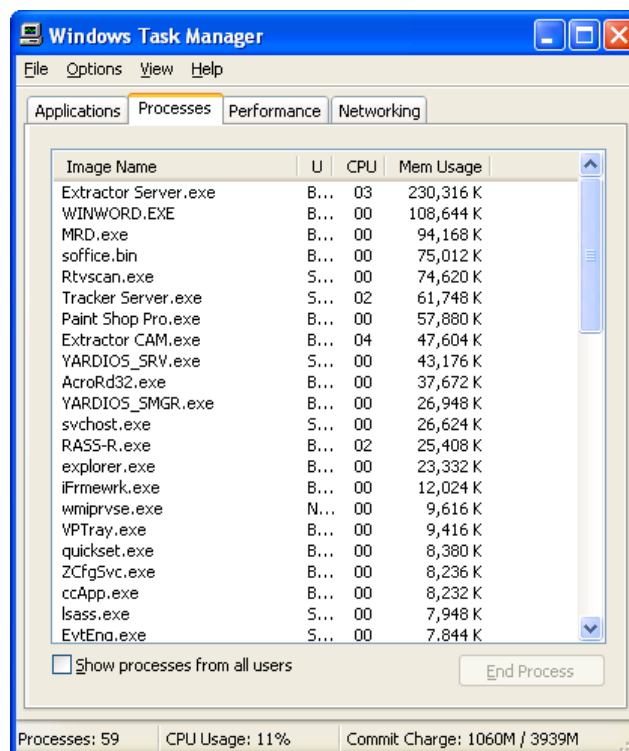 Windows Task Manager
File Options View Help
Applications Processes Performance Networking
Image Name U CPU Mem Usage
Extractor Server.exe B... 03 230,316 K
WINWORD.EXE B... 00 108,644 K
MRD.exe B... 00 94,168 K
soffice.bin B... 00 75,012 K
Rtvscan.exe S... 00 74,620 K
Tracker Server.exe S... 02 61,748 K
Paint Shop Pro.exe B... 00 57,880 K
Extractor CAM.exe B... 04 47,604 K
YARDIOS_SRV.exe S... 00 43,176 K
AcroRd32.exe B... 00 37,672 K
YARDIOS_SMGR.exe B... 00 26,948 K
svchost.exe S... 00 26,624 K
RASS-R.exe B... 02 25,408 K
explorer.exe B... 00 23,332 K
iFrmewrk.exe B... 00 12,024 K
wmiprvse.exe N... 00 9,616 K
VPTray.exe B... 00 9,416 K
quickset.exe B... 00 8,380 K
ZCfgSvc.exe B... 00 8,236 K
ccApp.exe B... 00 8,232 K
lsass.exe S... 00 7,948 K
EvtEng.exe S... 00 7,844 K
Show processes from all users End Process
Processes: 59 CPU Usage: 11% Commit Charge: 1060M / 3939M